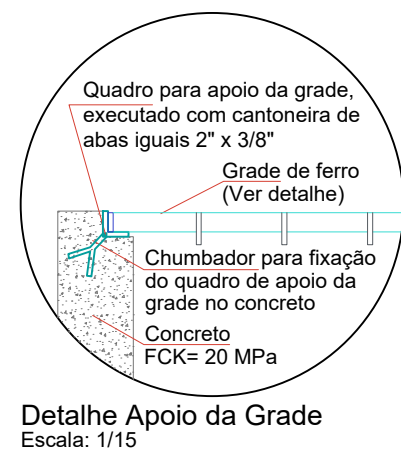 Quadro para apoio da grade,
executado com cantoneira de
abas iguais 2" x 3/8"
Grade de ferro
(Ver detalhe)
Chumbador para fixação
do quadro de apoio da
grade no concreto
Concreto
FCK= 20 MPa
Detalhe Apoio da Grade
Escala: 1/15